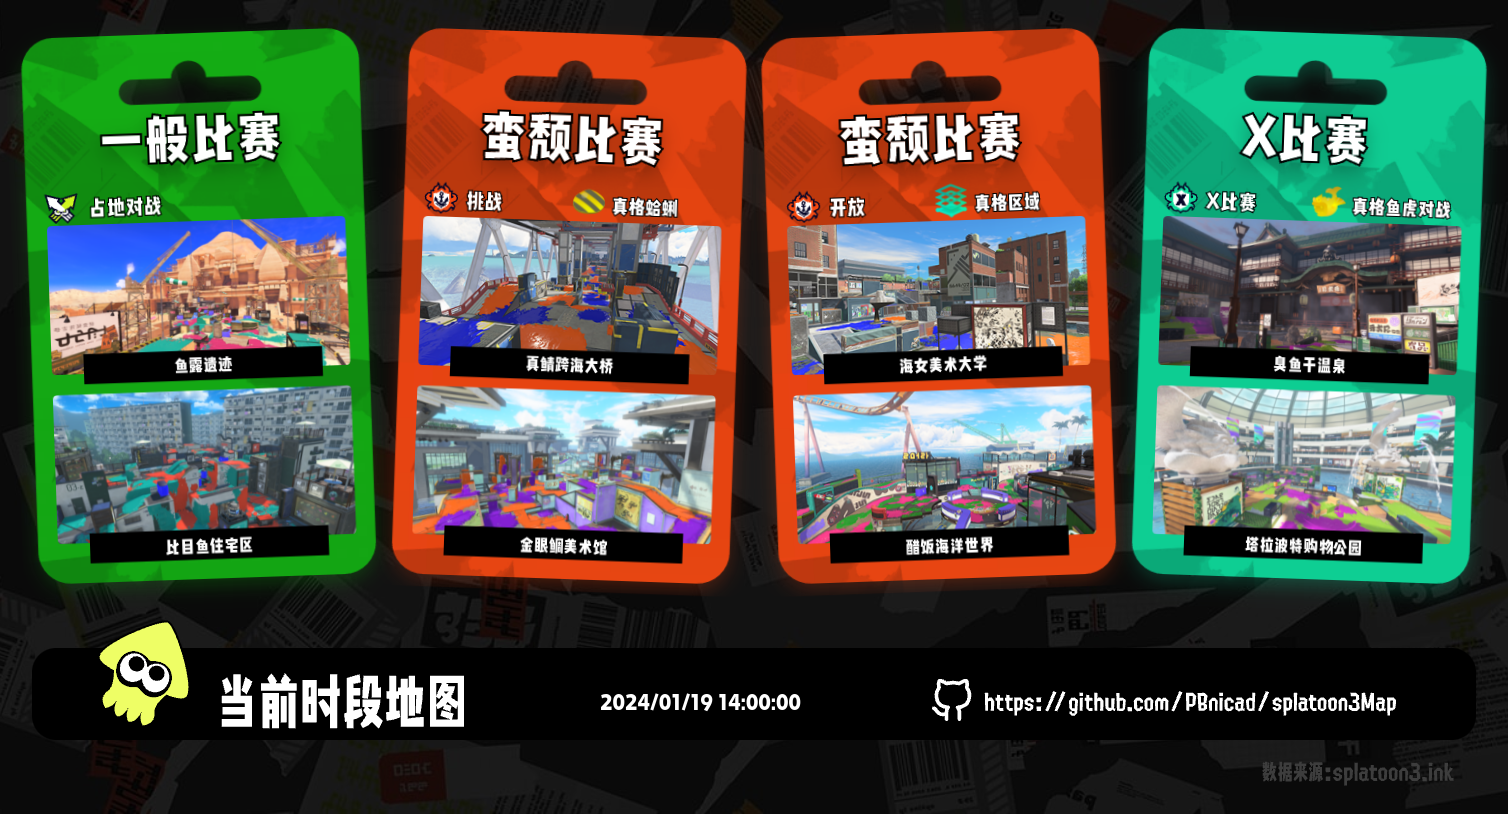 一般比赛
占地对战
鱼露遗迹
比目鱼住宅区
蛮颓比赛
挑战
真格蛤蜊
真鲭跨海大桥
金眼鲷美术馆
蛮颓比赛
开放
真格区域
海女美术大学
醋饭海洋世界
X比赛
X比赛
真格鱼虎对战
臭鱼干温泉
塔拉波特购物公园
当前时段地图
2024/01/19 14:00:00
https://github.com/PBnicad/splatoon3Map
数据来源:splatoon3.ink